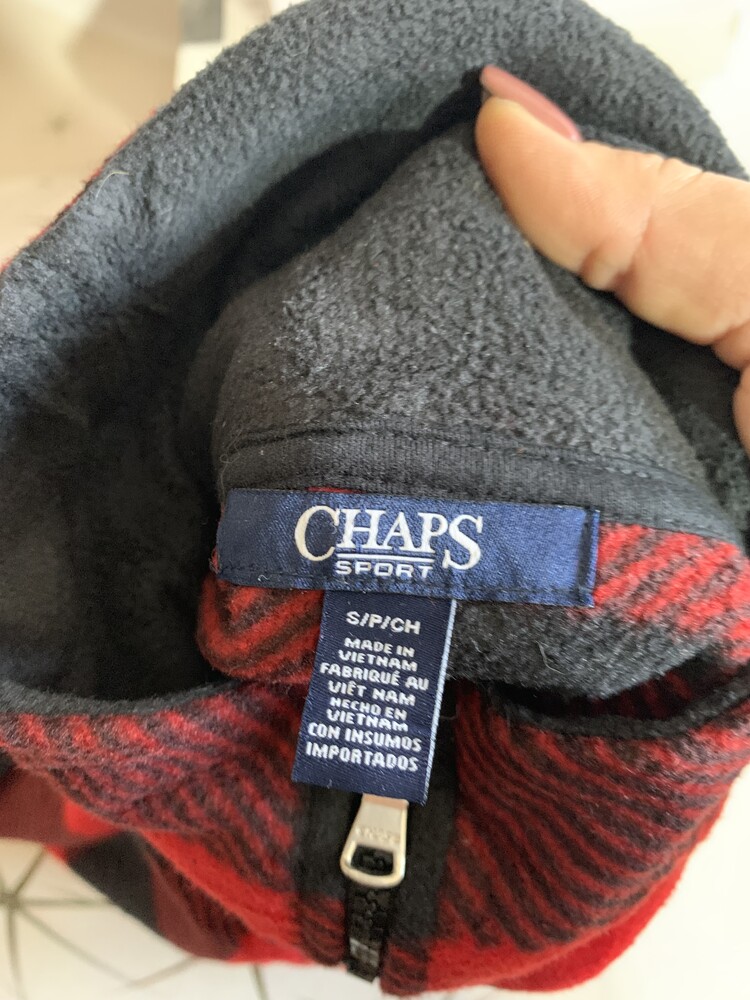 CHAPS
SPORT
S/P/CH
MADE IN
VIETNAM
FABRIQUÉ AU
VIÊT NAM
HECHO EN
VIETNAM
CON INSUMOS
IMPORTADOS